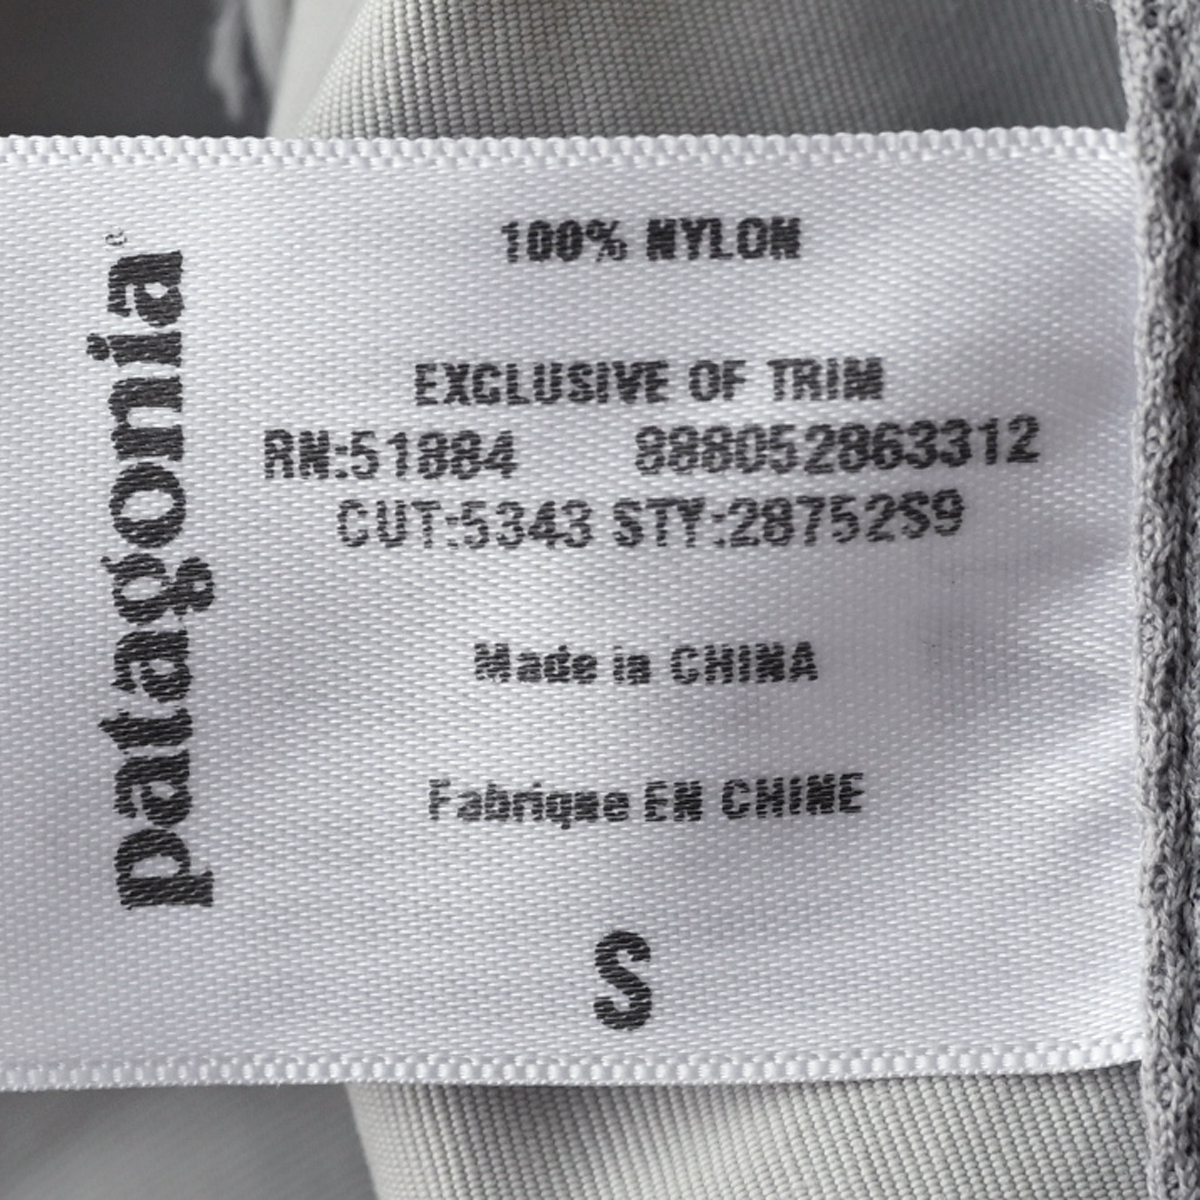 patagonia®
100% NYLON
EXCLUSIVE OF TRIM
RN:51884 888052863312
CUT:5343 STY:28752S9
Made in CHINA
Fabrique EN CHINE
S